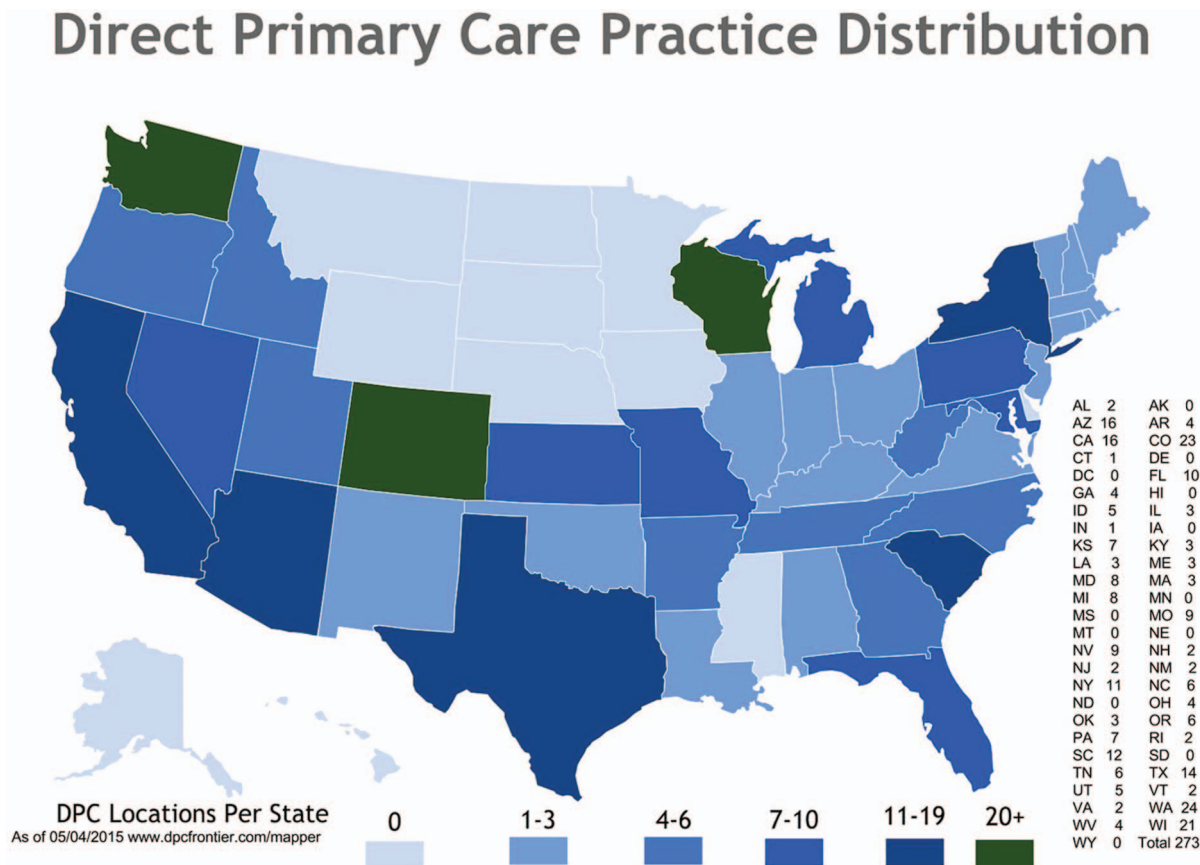 Direct Primary Care Practice Distribution
AL 2 AK 0
AZ 16 AR 4
CA 16 CO 23
CT 1 DE 0
DC 0 FL 10
GA 4 HI 0
ID 5 IL 3
IN 1 IA 0
KS 7 KY 3
LA 3 ME 3
MD 8 MA 3
MI 8 MN 0
MS 0 MO 9
MT 0 NE 0
NV 9 NH 2
NJ 2 NM 2
NY 11 NC 6
ND 0 OH 4
OK 3 OR 6
PA 7 RI 2
SC 12 SD 0
TN 6 TX 14
UT 5 VT 2
VA 2 WA 24
WV 4 WI 21
WY 0 Total 273
DPC Locations Per State
As of 05/04/2015 www.dpcfrontier.com/mapper
0 1-3 4-6 7-10 11-19 20+